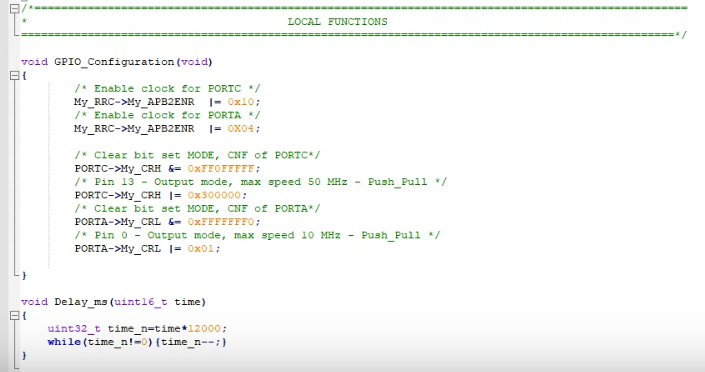 /*==================================================================================
* LOCAL FUNCTIONS
==================================================================================*/
void GPIO_Configuration(void)
{
/* Enable clock for PORTC */
My_RRC->My_APB2ENR |= 0x10;
/* Enable clock for PORTA */
My_RRC->My_APB2ENR |= 0X04;
/* Clear bit set MODE, CNF of PORTC*/
PORTC->My_CRH &= 0xFF0FFFFF;
/* Pin 13 - Output mode, max speed 50 MHz - Push_Pull */
PORTC->My_CRH |= 0x300000;
/* Clear bit set MODE, CNF of PORTA*/
PORTA->My_CRL &= 0xFFFFFFF0;
/* Pin 0 - Output mode, max speed 10 MHz - Push_Pull */
PORTA->My_CRL |= 0x01;
}
void Delay_ms(uint16_t time)
{
uint32_t time_n=time*12000;
while(time_n!=0){time_n--;}
}